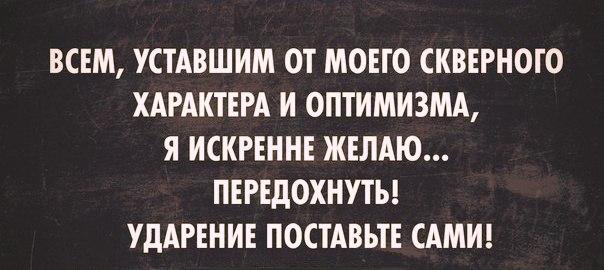 ВСЕМ, УСТАВШИМ ОТ МОЕГО СКВЕРНОГО
ХАРАКТЕРА И ОПТИМИЗМА,
Я ИСКРЕННЕ ЖЕЛАЮ...
ПЕРЕДОХНУТЬ!
УДАРЕНИЕ ПОСТАВЬТЕ САМИ!